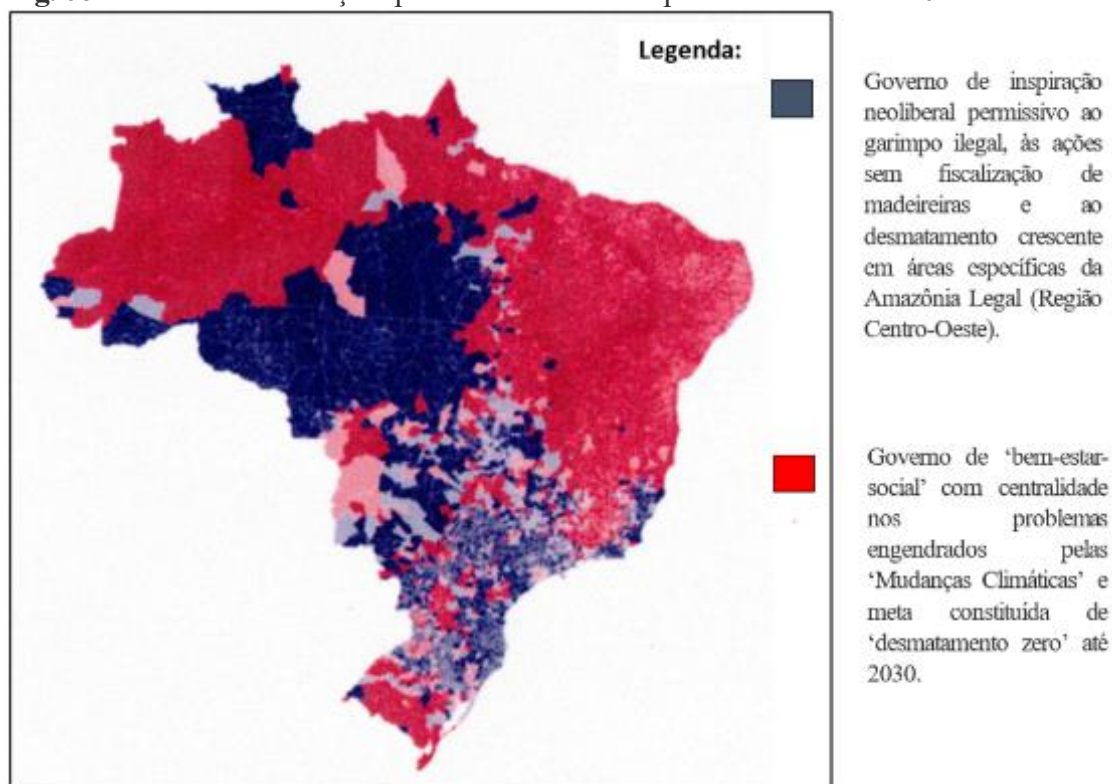 Legenda:
Governo de inspiração
neoliberal permissivo ao
garimpo ilegal, às ações
sem fiscalização de
madeireiras e ao
desmatamento crescente
em áreas específicas da
Amazônia Legal (Região
Centro-Oeste).
Governo de ‘bem-estar-
social’ com centralidade
nos problemas
engendrados pelas
‘Mudanças Climáticas’ e
meta constituída de
‘desmatamento zero’ até
2030.